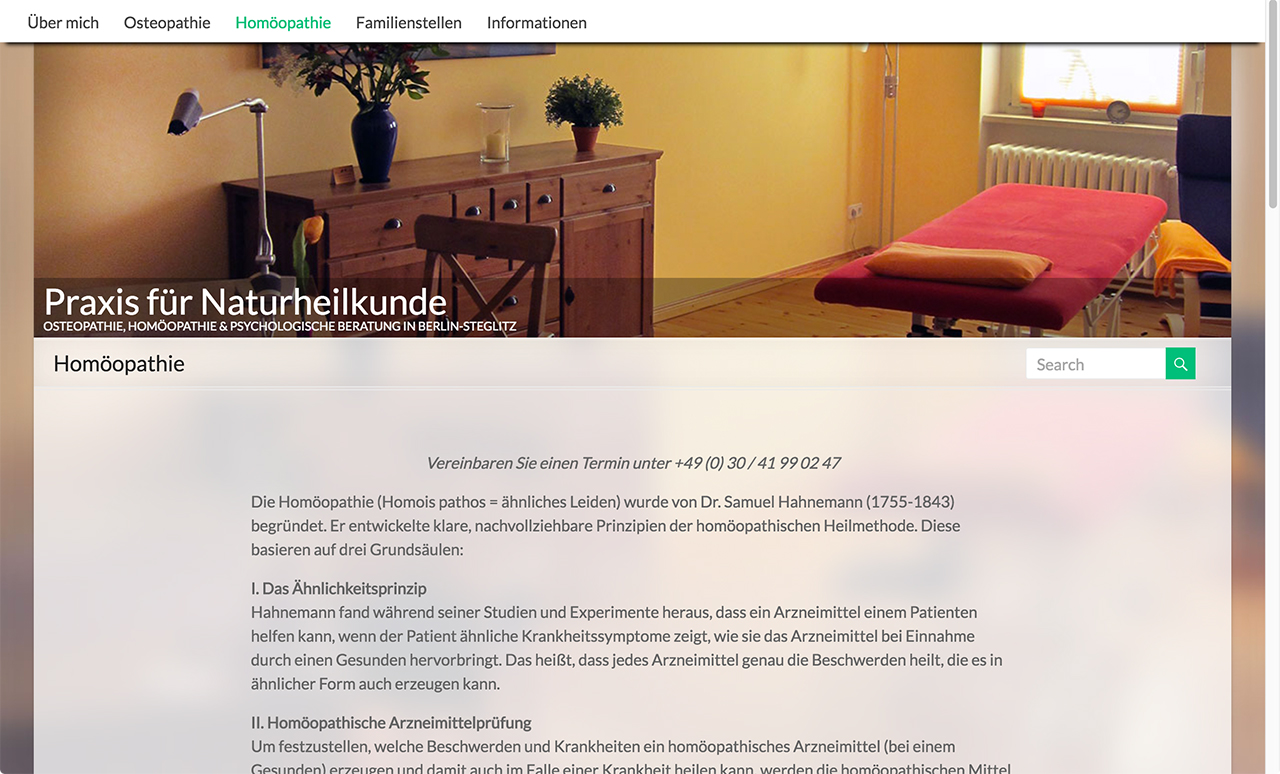 Über mich Osteopathie Homöopathie Familienstellen Informationen
Praxis für Naturheilkunde
OSTEOPATHIE, HOMÖOPATHIE & PSYCHOLOGISCHE BERATUNG IN BERLIN-STEGLITZ
Homöopathie
Search
Vereinbaren Sie einen Termin unter +49 (0) 30 / 41 99 02 47
Die Homöopathie (Homois pathos = ähnliches Leiden) wurde von Dr. Samuel Hahnemann (1755-1843)
begründet. Er entwickelte klare, nachvollziehbare Prinzipien der homöopathischen Heilmethode. Diese
basieren auf drei Grundsäulen:
I. Das Ähnlichkeitsprinzip
Hahnemann fand während seiner Studien und Experimente heraus, dass ein Arzneimittel einem Patienten
helfen kann, wenn der Patient ähnliche Krankheitssymptome zeigt, wie sie das Arzneimittel bei Einnahme
durch einen Gesunden hervorbringt. Das heißt, dass jedes Arzneimittel genau die Beschwerden heilt, die es in
ähnlicher Form auch erzeugen kann.
II. Homöopathische Arzneimittelprüfung
Um festzustellen, welche Beschwerden und Krankheiten ein homöopathisches Arzneimittel (bei einem
Gesunden) erzeugen und damit auch im Falle einer Krankheit heilen kann, werden die homöopathischen Mittel